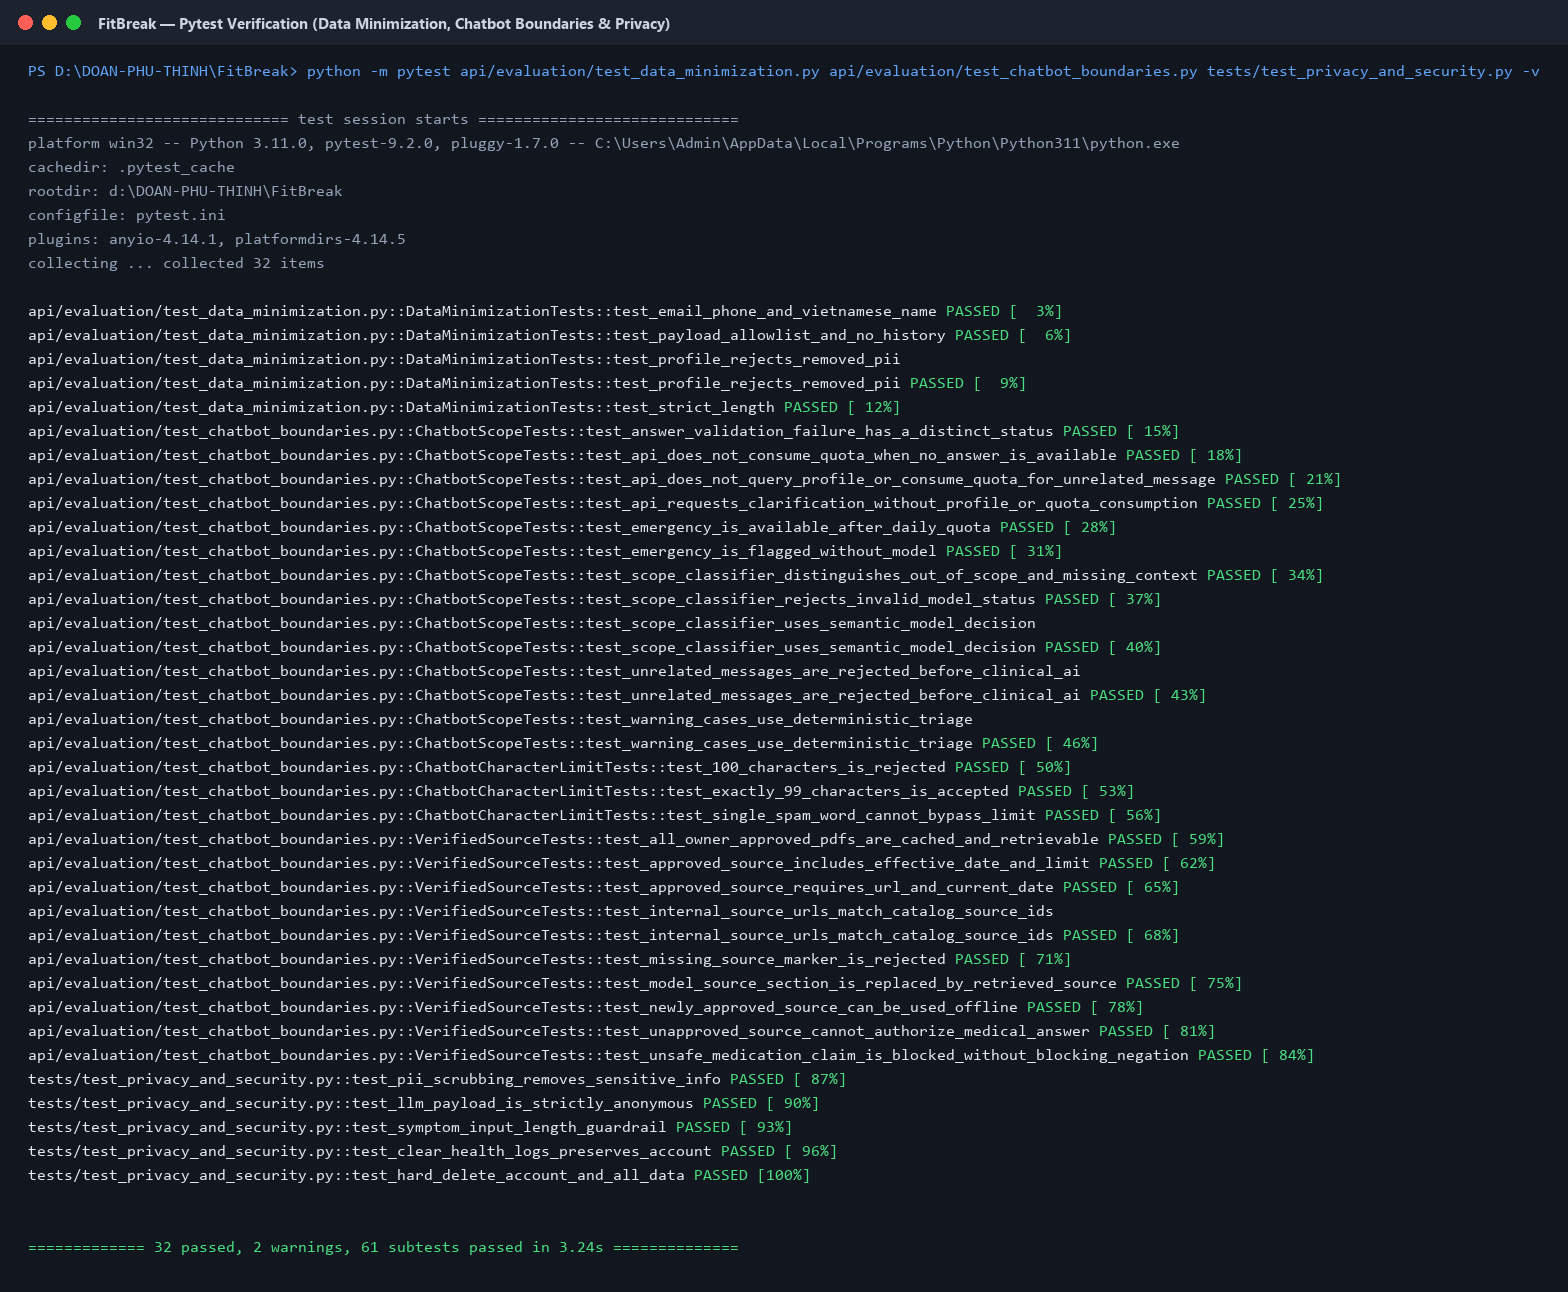 FitBreak — Pytest Verification (Data Minimization, Chatbot Boundaries & Privacy)
PS D:\DOAN-PHU-THINH\FitBreak> python -m pytest api/evaluation/test_data_minimization.py api/evaluation/test_chatbot_boundaries.py tests/test_privacy_and_security.py -v
============================= test session starts =============================
platform win32 -- Python 3.11.0, pytest-9.2.0, pluggy-1.7.0 -- C:\Users\Admin\AppData\Local\Programs\Python\Python311\python.exe
cachedir: .pytest_cache
rootdir: d:\DOAN-PHU-THINH\FitBreak
configfile: pytest.ini
plugins: anyio-4.14.1, platformdirs-4.14.5
collecting ... collected 32 items
api/evaluation/test_data_minimization.py::DataMinimizationTests::test_email_phone_and_vietnamese_name PASSED [  3%]
api/evaluation/test_data_minimization.py::DataMinimizationTests::test_payload_allowlist_and_no_history PASSED [  6%]
api/evaluation/test_data_minimization.py::DataMinimizationTests::test_profile_rejects_removed_pii
api/evaluation/test_data_minimization.py::DataMinimizationTests::test_profile_rejects_removed_pii PASSED [  9%]
api/evaluation/test_data_minimization.py::DataMinimizationTests::test_strict_length PASSED [ 12%]
api/evaluation/test_chatbot_boundaries.py::ChatbotScopeTests::test_answer_validation_failure_has_a_distinct_status PASSED [ 15%]
api/evaluation/test_chatbot_boundaries.py::ChatbotScopeTests::test_api_does_not_consume_quota_when_no_answer_is_available PASSED [ 18%]
api/evaluation/test_chatbot_boundaries.py::ChatbotScopeTests::test_api_does_not_query_profile_or_consume_quota_for_unrelated_message PASSED [ 21%]
api/evaluation/test_chatbot_boundaries.py::ChatbotScopeTests::test_api_requests_clarification_without_profile_or_quota_consumption PASSED [ 25%]
api/evaluation/test_chatbot_boundaries.py::ChatbotScopeTests::test_emergency_is_available_after_daily_quota PASSED [ 28%]
api/evaluation/test_chatbot_boundaries.py::ChatbotScopeTests::test_emergency_is_flagged_without_model PASSED [ 31%]
api/evaluation/test_chatbot_boundaries.py::ChatbotScopeTests::test_scope_classifier_distinguishes_out_of_scope_and_missing_context PASSED [ 34%]
api/evaluation/test_chatbot_boundaries.py::ChatbotScopeTests::test_scope_classifier_rejects_invalid_model_status PASSED [ 37%]
api/evaluation/test_chatbot_boundaries.py::ChatbotScopeTests::test_scope_classifier_uses_semantic_model_decision
api/evaluation/test_chatbot_boundaries.py::ChatbotScopeTests::test_scope_classifier_uses_semantic_model_decision PASSED [ 40%]
api/evaluation/test_chatbot_boundaries.py::ChatbotScopeTests::test_unrelated_messages_are_rejected_before_clinical_ai
api/evaluation/test_chatbot_boundaries.py::ChatbotScopeTests::test_unrelated_messages_are_rejected_before_clinical_ai PASSED [ 43%]
api/evaluation/test_chatbot_boundaries.py::ChatbotScopeTests::test_warning_cases_use_deterministic_triage
api/evaluation/test_chatbot_boundaries.py::ChatbotScopeTests::test_warning_cases_use_deterministic_triage PASSED [ 46%]
api/evaluation/test_chatbot_boundaries.py::ChatbotCharacterLimitTests::test_100_characters_is_rejected PASSED [ 50%]
api/evaluation/test_chatbot_boundaries.py::ChatbotCharacterLimitTests::test_exactly_99_characters_is_accepted PASSED [ 53%]
api/evaluation/test_chatbot_boundaries.py::ChatbotCharacterLimitTests::test_single_spam_word_cannot_bypass_limit PASSED [ 56%]
api/evaluation/test_chatbot_boundaries.py::VerifiedSourceTests::test_all_owner_approved_pdfs_are_cached_and_retrievable PASSED [ 59%]
api/evaluation/test_chatbot_boundaries.py::VerifiedSourceTests::test_approved_source_includes_effective_date_and_limit PASSED [ 62%]
api/evaluation/test_chatbot_boundaries.py::VerifiedSourceTests::test_approved_source_requires_url_and_current_date PASSED [ 65%]
api/evaluation/test_chatbot_boundaries.py::VerifiedSourceTests::test_internal_source_urls_match_catalog_source_ids
api/evaluation/test_chatbot_boundaries.py::VerifiedSourceTests::test_internal_source_urls_match_catalog_source_ids PASSED [ 68%]
api/evaluation/test_chatbot_boundaries.py::VerifiedSourceTests::test_missing_source_marker_is_rejected PASSED [ 71%]
api/evaluation/test_chatbot_boundaries.py::VerifiedSourceTests::test_model_source_section_is_replaced_by_retrieved_source PASSED [ 75%]
api/evaluation/test_chatbot_boundaries.py::VerifiedSourceTests::test_newly_approved_source_can_be_used_offline PASSED [ 78%]
api/evaluation/test_chatbot_boundaries.py::VerifiedSourceTests::test_unapproved_source_cannot_authorize_medical_answer PASSED [ 81%]
api/evaluation/test_chatbot_boundaries.py::VerifiedSourceTests::test_unsafe_medication_claim_is_blocked_without_blocking_negation PASSED [ 84%]
tests/test_privacy_and_security.py::test_pii_scrubbing_removes_sensitive_info PASSED [ 87%]
tests/test_privacy_and_security.py::test_llm_payload_is_strictly_anonymous PASSED [ 90%]
tests/test_privacy_and_security.py::test_symptom_input_length_guardrail PASSED [ 93%]
tests/test_privacy_and_security.py::test_clear_health_logs_preserves_account PASSED [ 96%]
tests/test_privacy_and_security.py::test_hard_delete_account_and_all_data PASSED [100%]
============= 32 passed, 2 warnings, 61 subtests passed in 3.24s ==============